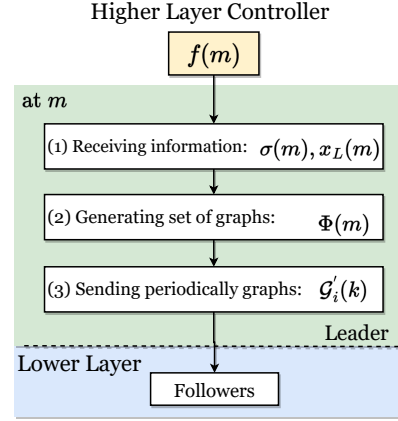 Higher Layer Controller
f(m)
at m
(1) Receiving information: σ(m), x_L(m)
(2) Generating set of graphs: Φ(m)
(3) Sending periodically graphs: 𝒢_i^'(k)
Leader
Lower Layer
Followers